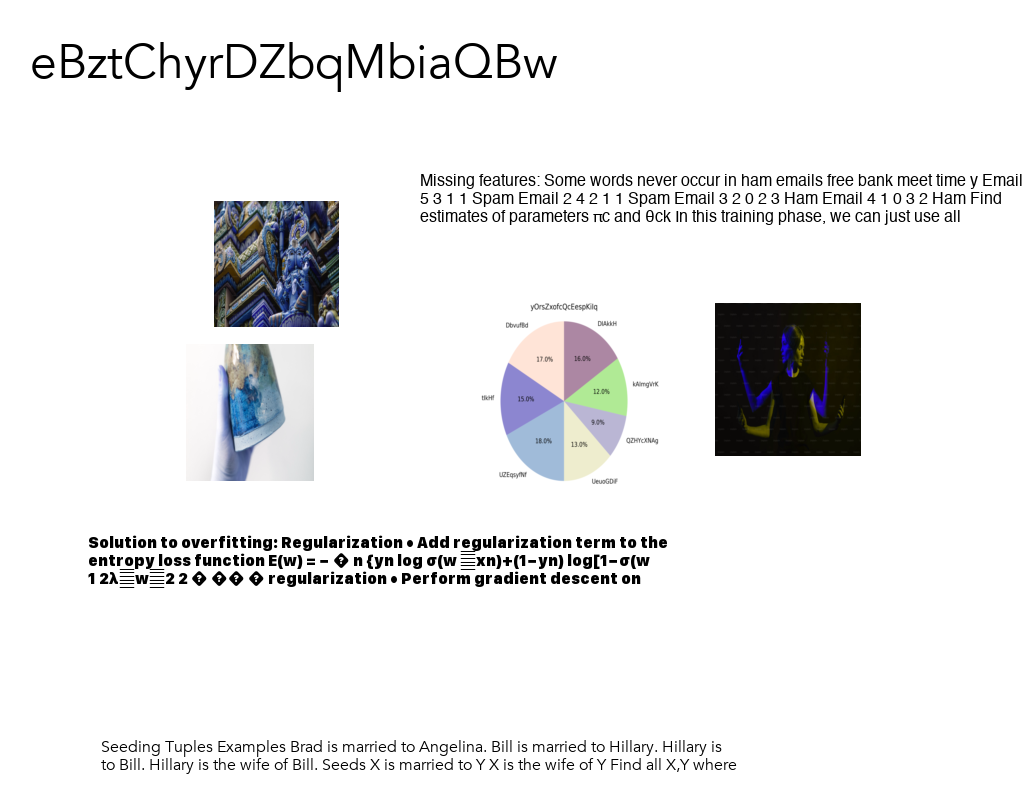 eBztChyrDZbqMbiaQBw
Missing features: Some words never occur in ham emails free bank meet time y Email
5 3 1 1 Spam Email 2 4 2 1 1 Spam Email 3 2 0 2 3 Ham Email 4 1 0 3 2 Ham Find
estimates of parameters πc and θck In this training phase, we can just use all
yOrsZxofcQcEespKilq
DbvufBd
DIAkkH
17.0%
16.0%
kAImgVrK
12.0%
tIkHf
15.0%
9.0%
QZHYcXNAg
18.0%
13.0%
UZEqsyfNf
UeuoGDiF
Solution to overfitting: Regularization • Add regularization term to the
entropy loss function E(w) = − � n {yn log σ(w xn)+(1−yn) log[1−σ(w
1 2λ w 2 2 � �� � regularization • Perform gradient descent on
Seeding Tuples Examples Brad is married to Angelina. Bill is married to Hillary. Hillary is
to Bill. Hillary is the wife of Bill. Seeds X is married to Y X is the wife of Y Find all X,Y where